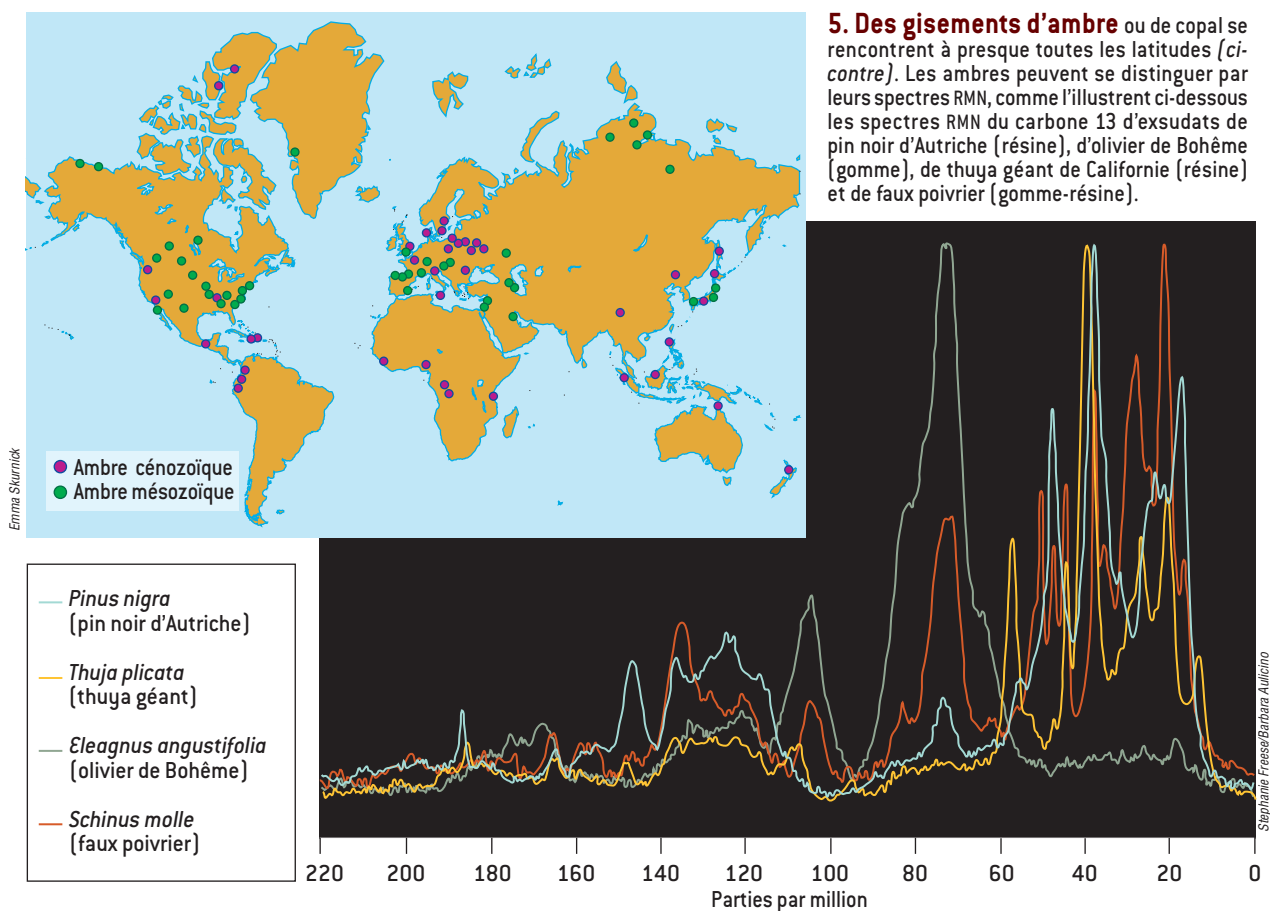 5. Des gisements d'ambre ou de copal se
rencontrent à presque toutes les latitudes (ci-
contre). Les ambres peuvent se distinguer par
leurs spectres RMN, comme l'illustrent ci-dessous
les spectres RMN du carbone 13 d'exsudats de
pin noir d'Autriche (résine), d'olivier de Bohême
(gomme), de thuya géant de Californie (résine)
et de faux poivrier (gomme-résine).
Ambre cénozoïque
Ambre mésozoïque
Emma Skurnick
Pinus nigra
(pin noir d'Autriche)
Thuja plicata
(thuya géant)
Eleagnus angustifolia
(olivier de Bohême)
Schinus molle
(faux poivrier)
220 200 180 160 140 120 100 80 60 40 20 0
Parties par million
Stephanie Freese/Barbara Aulicino